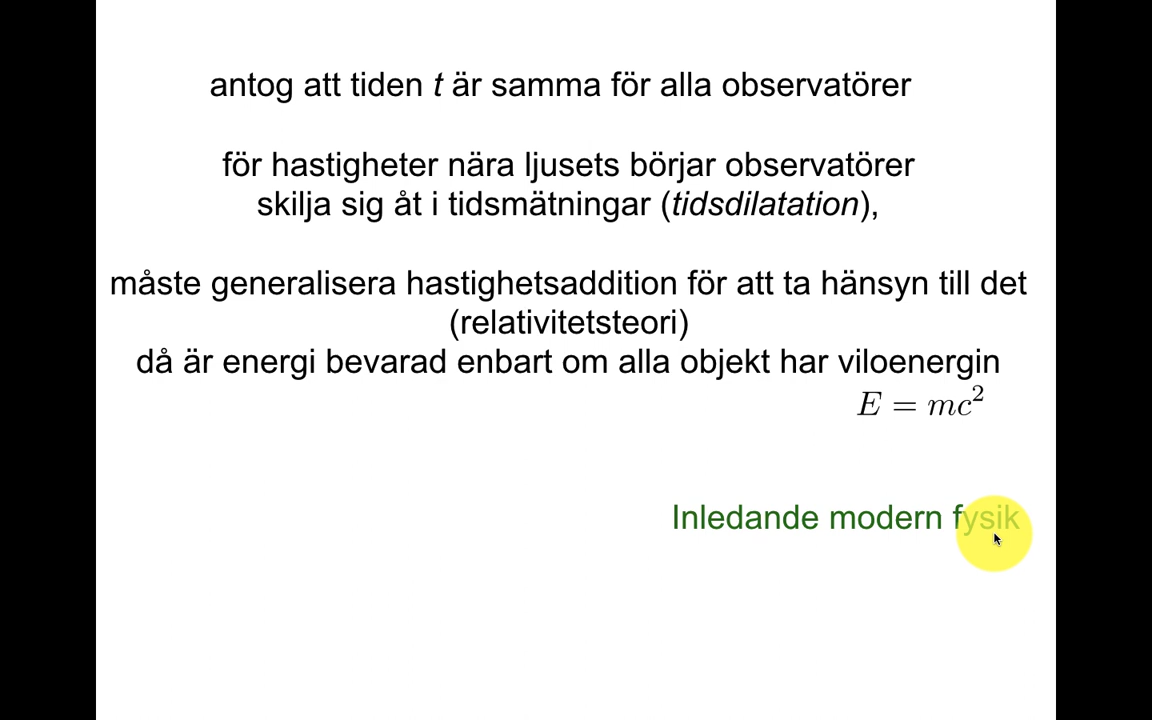 antog att tiden t är samma för alla observatörer
för hastigheter nära ljusets börjar observatörer
skilja sig åt i tidsmätningar (tidsdilatation),
måste generalisera hastighetsaddition för att ta hänsyn till det
(relativitetsteori)
då är energi bevarad enbart om alla objekt har viloenergin
E = mc²
Inledande modern fysik